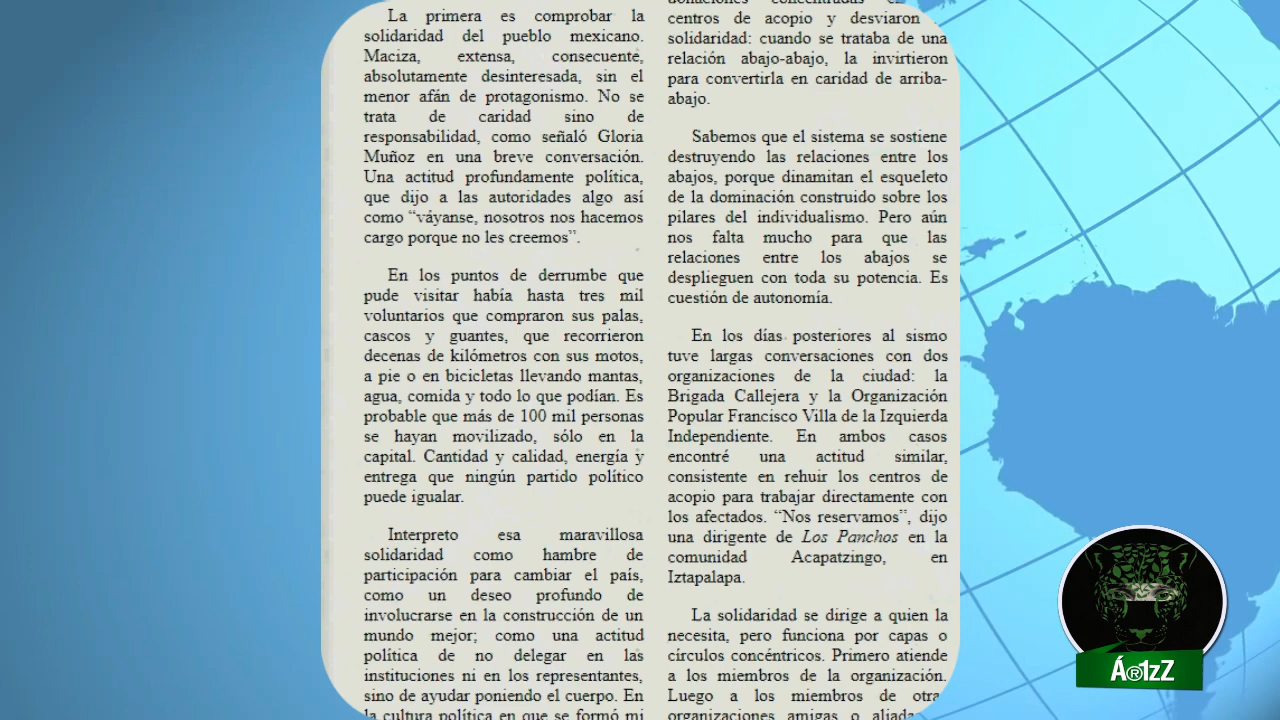 La primera es comprobar la
solidaridad del pueblo mexicano.
Maciza, extensa, consecuente,
absolutamente desinteresada, sin el
menor afán de protagonismo. No se
trata de caridad sino de
responsabilidad, como señaló Gloria
Muñoz en una breve conversación.
Una actitud profundamente política,
que dijo a las autoridades algo así
como “váyanse, nosotros nos hacemos
cargo porque no les creemos”.
En los puntos de derrumbe que
pude visitar había hasta tres mil
voluntarios que compraron sus palas,
cascos y guantes, que recorrieron
decenas de kilómetros con sus motos,
a pie o en bicicletas llevando mantas,
agua, comida y todo lo que podían. Es
probable que más de 100 mil personas
se hayan movilizado, sólo en la
capital. Cantidad y calidad, energía y
entrega que ningún partido político
puede igualar.
Interpreto esa maravillosa
solidaridad como hambre de
participación para cambiar el país,
como un deseo profundo de
involucrarse en la construcción de un
mundo mejor; como una actitud
política de no delegar en las
instituciones ni en los representantes,
sino de ayudar poniendo el cuerpo. En
la cultura política en que se formó mi
centros de acopio y desviaron
solidaridad: cuando se trataba de una
relación abajo-abajo, la invirtieron
para convertirla en caridad de arriba-
abajo.
Sabemos que el sistema se sostiene
destruyendo las relaciones entre los
abajos, porque dinamitan el esqueleto
de la dominación construido sobre los
pilares del individualismo. Pero aún
nos falta mucho para que las
relaciones entre los abajos se
desplieguen con toda su potencia. Es
cuestión de autonomía.
En los días posteriores al sismo
tuve largas conversaciones con dos
organizaciones de la ciudad: la
Brigada Callejera y la Organización
Popular Francisco Villa de la Izquierda
Independiente. En ambos casos
encontré una actitud similar,
consistente en rehuir los centros de
acopio para trabajar directamente con
los afectados. “Nos reservamos”, dijo
una dirigente de Los Panchos en la
comunidad Acapatzingo, en
Iztapalapa.
La solidaridad se dirige a quien la
necesita, pero funciona por capas o
círculos concéntricos. Primero atiende
a los miembros de la organización.
Luego a los miembros de otra
organizaciones amigas o
Á®1zZ